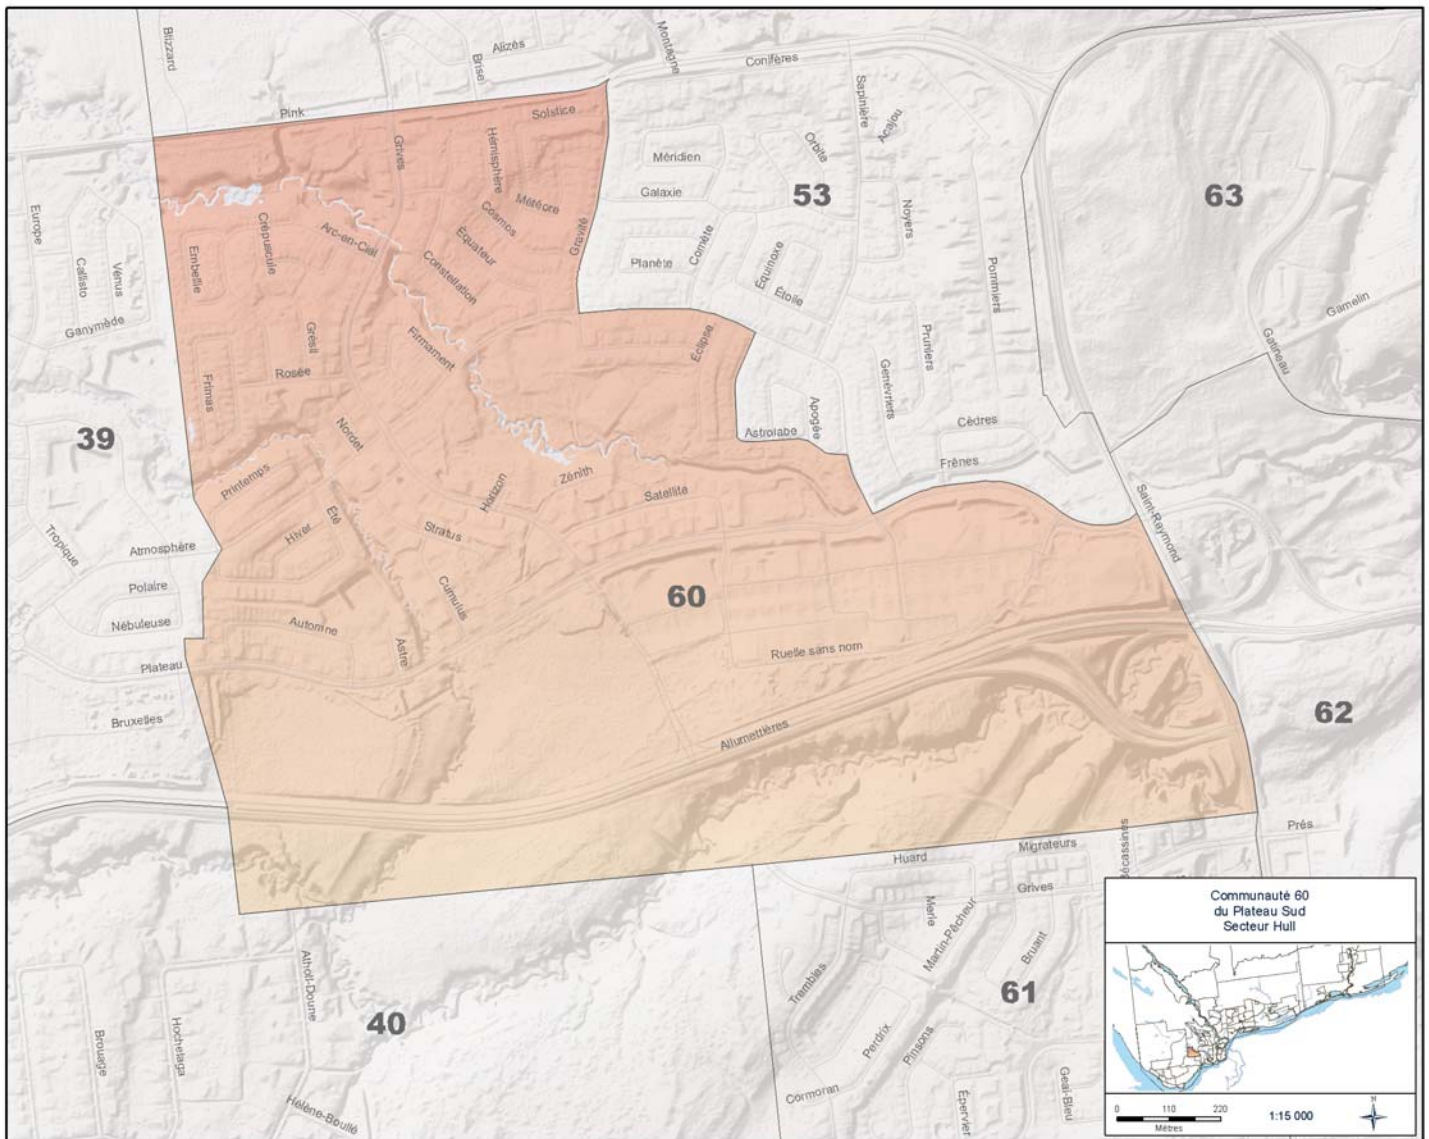 Blizzard
Alizés
Brise
Montagne
Conifères
Pink
Solstice
Sapinière
Acajou
Grives
Hémisphère
Méridien
Orbite
Galaxie
53
63
Météore
Cosmos
Europe
Crépuscule
Arc-en-Ciel
Équateur
Gravité
Noyers
Callisto
Vénus
Embellie
Constellation
Planète
Comète
Équinoxe
Étoile
Pommiers
Gamelin
Ganymède
Grésil
Firmament
Éclipse
Pruniers
Gatineau
Rosée
Frimas
Genévriers
39
Nordet
Astrolabe
Apogée
Cèdres
Frênes
Printemps
Horizon
Zénith
Satellite
Saint-Raymond
Tropique
Atmosphère
Hiver
Été
Stratus
Polaire
Cumulus
60
Nébuleuse
Automne
Astre
Plateau
Ruelle sans nom
Bruxelles
62
Allumettières
Huard
Migrateurs
Bécassines
Prés
Grives
Merle
Martin-Pêcheur
Bruant
Trembles
61
Atholl-Doune
40
Brouage
Hochelaga
Perdrix
Pinsons
Cormoran
Épervier
Geai-Bleu
Hélène-Boullé
Communauté 60
du Plateau Sud
Secteur Hull
0 110 220
Mètres
1:15 000
N